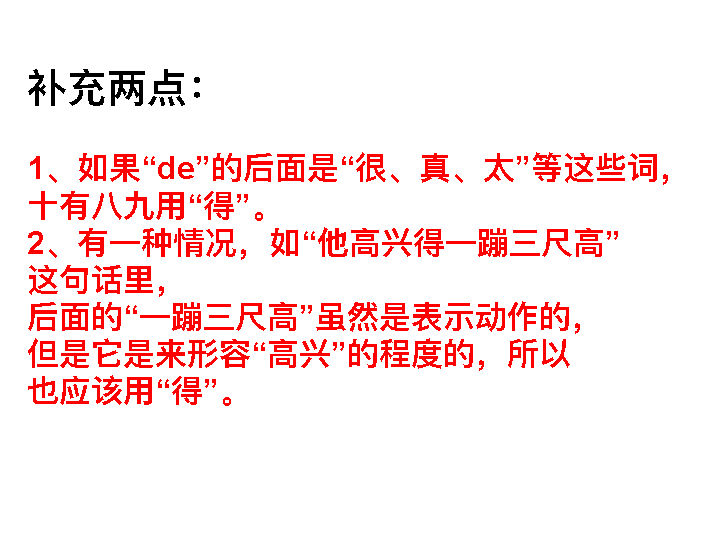 补充两点：
1、如果“de”的后面是“很、真、太”等这些词，
十有八九用“得”。
2、有一种情况，如“他高兴得一蹦三尺高”
这句话里，
后面的“一蹦三尺高”虽然是表示动作的，
但是它是来形容“高兴”的程度的，所以
也应该用“得”。